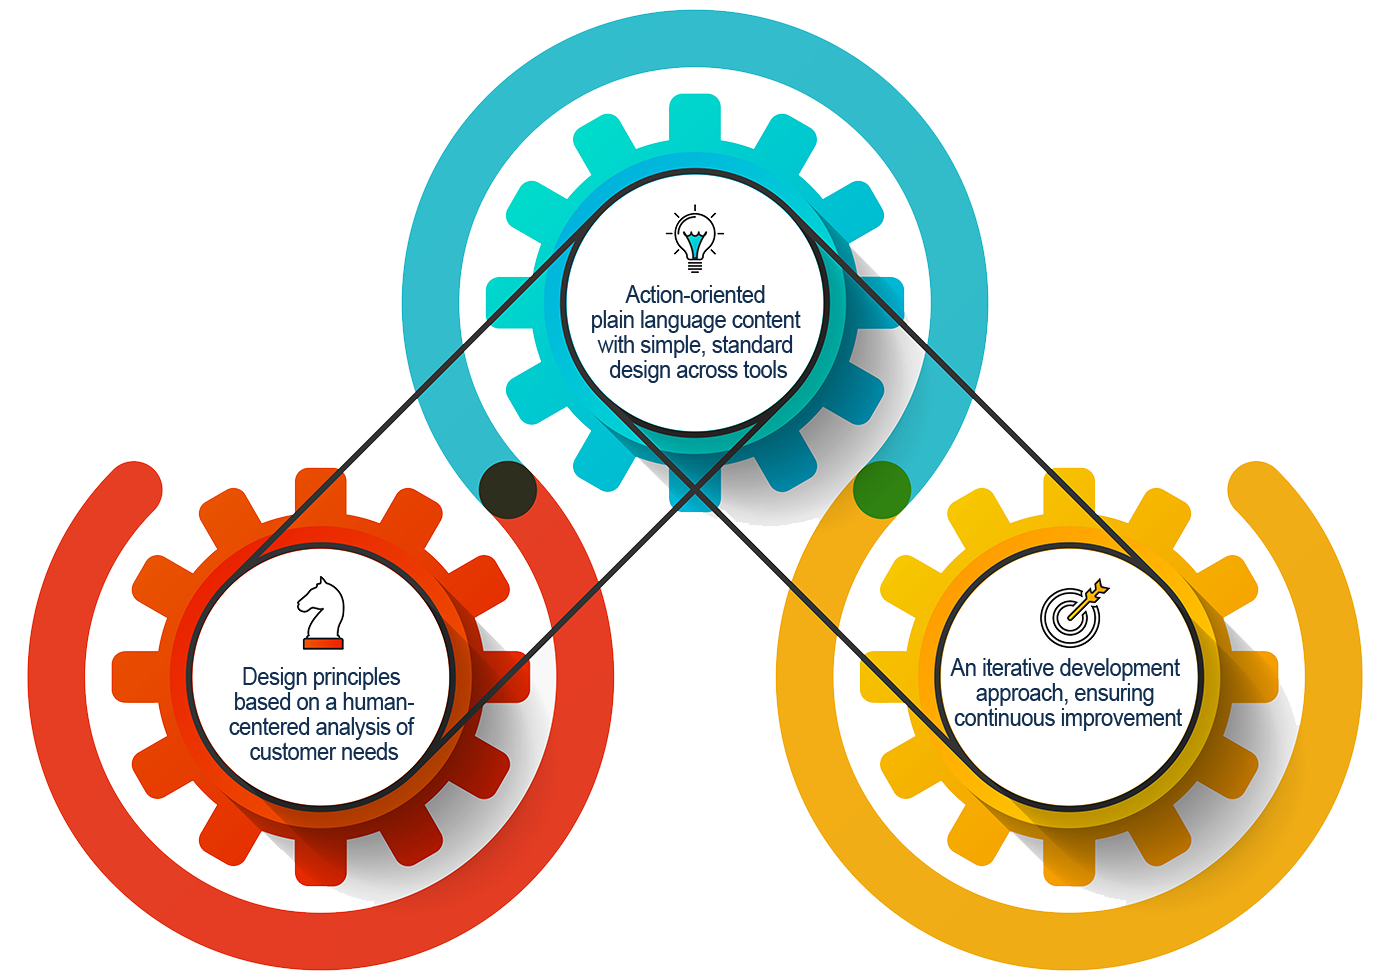 Action-oriented
plain language content
with simple, standard
design across tools
Design principles
based on a human-
centered analysis of
customer needs
An iterative development
approach, ensuring
continuous improvement